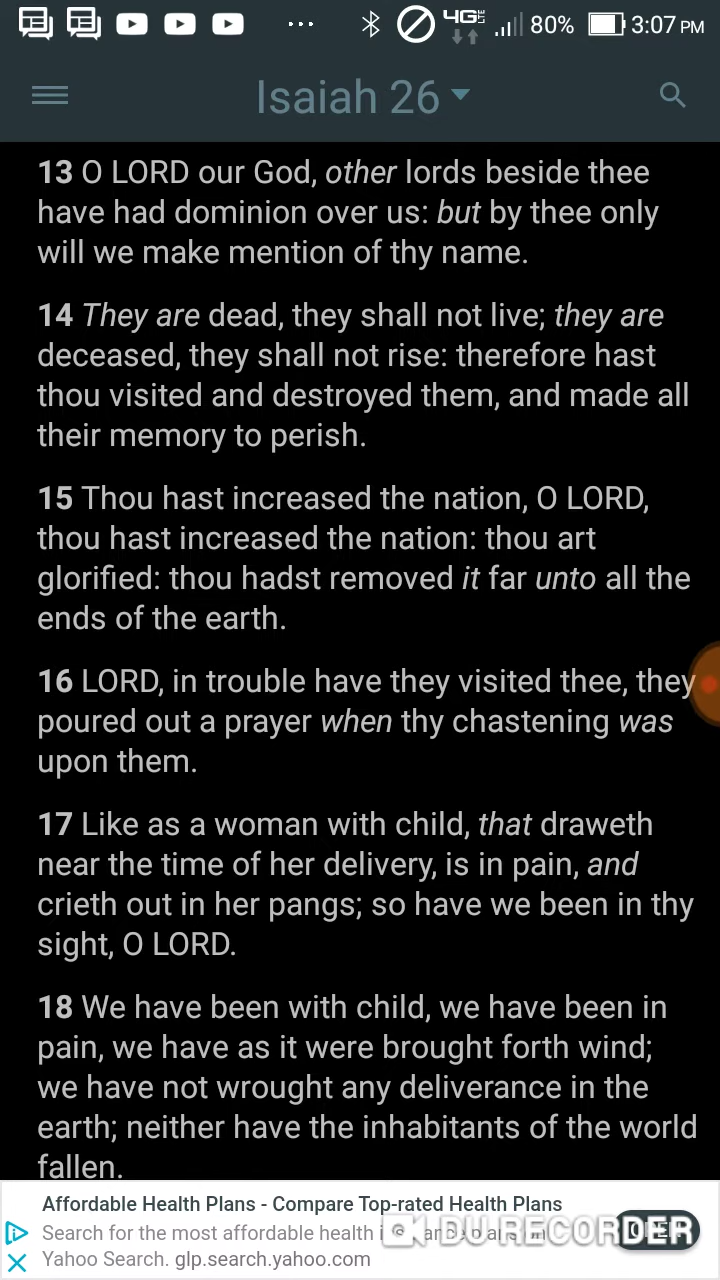 4G LTE 80% 3:07 PM
Isaiah 26
13 O LORD our God, other lords beside thee
have had dominion over us: but by thee only
will we make mention of thy name.
14 They are dead, they shall not live; they are
deceased, they shall not rise: therefore hast
thou visited and destroyed them, and made all
their memory to perish.
15 Thou hast increased the nation, O LORD,
thou hast increased the nation: thou art
glorified: thou hadst removed it far unto all the
ends of the earth.
16 LORD, in trouble have they visited thee, they
poured out a prayer when thy chastening was
upon them.
17 Like as a woman with child, that draweth
near the time of her delivery, is in pain, and
crieth out in her pangs; so have we been in thy
sight, O LORD.
18 We have been with child, we have been in
pain, we have as it were brought forth wind;
we have not wrought any deliverance in the
earth; neither have the inhabitants of the world
fallen.
Affordable Health Plans - Compare Top-rated Health Plans
Search for the most affordable health
Yahoo Search. glp.search.yahoo.com
DU RECORDER